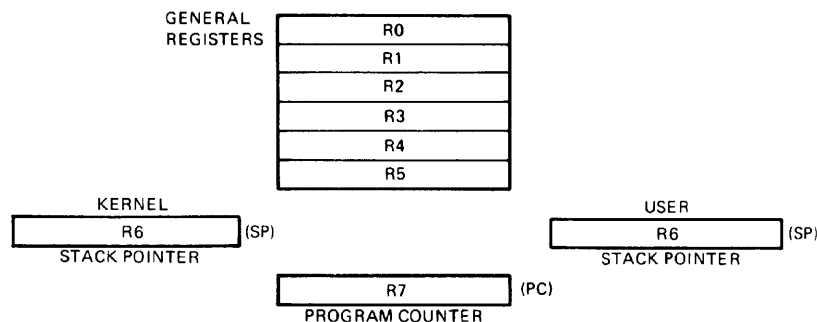 GENERAL
REGISTERS
R0
R1
R2
R3
R4
R5
KERNEL
R6 (SP)
STACK POINTER
USER
R6 (SP)
STACK POINTER
R7 (PC)
PROGRAM COUNTER